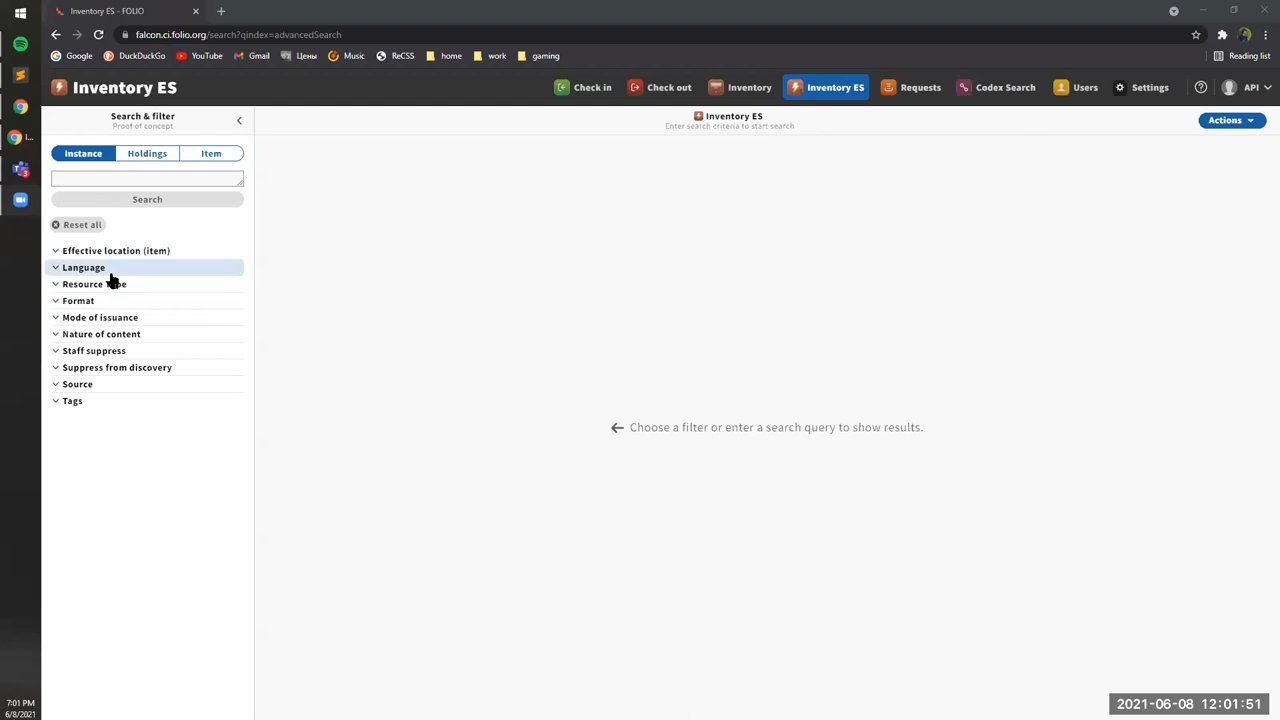 Inventory ES - FOLIO
falcon.ci.folio.org/search?qindex=advancedSearch
Google DuckDuckGo YouTube Gmail Цены Music ReCSS home work gaming Reading list
Inventory ES
Check in Check out Inventory Inventory ES Requests Codex Search Users Settings API
Search & filter
Proof of concept
Inventory ES
Enter search criteria to start search
Actions
Instance Holdings Item
Search
Reset all
Effective location (item)
Language
Resource
Format
Mode of issuance
Nature of content
Staff suppress
Suppress from discovery
Source
Tags
Choose a filter or enter a search query to show results.
7:01 PM
6/8/2021
2021-06-08 12:01:51